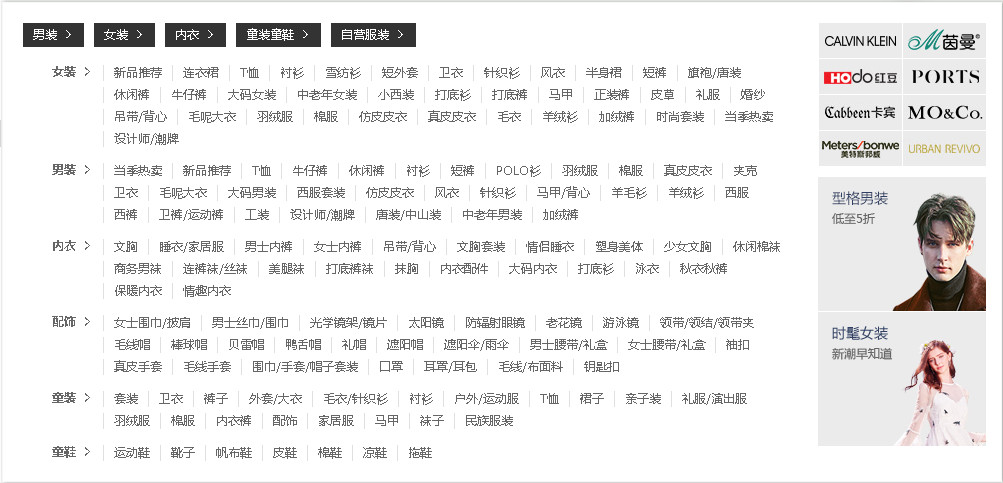 男装 > 女装 > 内衣 > 童装童鞋 > 自营服装 >
女装 > 新品推荐 连衣裙 T恤 衬衫 雪纺衫 短外套 卫衣 针织衫 风衣 半身裙 短裤 旗袍/唐装
休闲裤 牛仔裤 大码女装 中老年女装 小西装 打底衫 打底裤 马甲 正装裤 皮草 礼服 婚纱
吊带/背心 毛呢大衣 羽绒服 棉服 仿皮皮衣 真皮皮衣 毛衣 羊绒衫 加绒裤 时尚套装 当季热卖
设计师/潮牌
男装 > 当季热卖 新品推荐 T恤 牛仔裤 休闲裤 衬衫 短裤 POLO衫 羽绒服 棉服 真皮皮衣 夹克
卫衣 毛呢大衣 大码男装 西服套装 仿皮皮衣 风衣 针织衫 马甲/背心 羊毛衫 羊绒衫 西服
西裤 卫裤/运动裤 工装 设计师/潮牌 唐装/中山装 中老年男装 加绒裤
内衣 > 文胸 睡衣/家居服 男士内裤 女士内裤 吊带/背心 文胸套装 情侣睡衣 塑身美体 少女文胸 休闲棉袜
商务男袜 连裤袜/丝袜 美腿袜 打底裤袜 抹胸 内衣配件 大码内衣 打底衫 泳衣 秋衣秋裤
保暖内衣 情趣内衣
配饰 > 女士围巾/披肩 男士丝巾/围巾 光学镜架/镜片 太阳镜 防辐射眼镜 老花镜 游泳镜 领带/领结/领带夹
毛线帽 棒球帽 贝雷帽 鸭舌帽 礼帽 遮阳帽 遮阳伞/雨伞 男士腰带/礼盒 女士腰带/礼盒 袖扣
真皮手套 毛线手套 围巾/手套/帽子套装 口罩 耳罩/耳包 毛线/布面料 钥匙扣
童装 > 套装 卫衣 裤子 外套/大衣 毛衣/针织衫 衬衫 户外/运动服 T恤 裙子 亲子装 礼服/演出服
羽绒服 棉服 内衣裤 配饰 家居服 马甲 袜子 民族服装
童鞋 > 运动鞋 靴子 帆布鞋 皮鞋 棉鞋 凉鞋 拖鞋
CALVIN KLEIN 茵曼®
HOdo 红豆 PORTS
Cabbeen卡宾 MO&Co.
Meters/bonwe URBAN REVIVO
美特斯邦威
型格男装
低至5折
时髦女装
新潮早知道